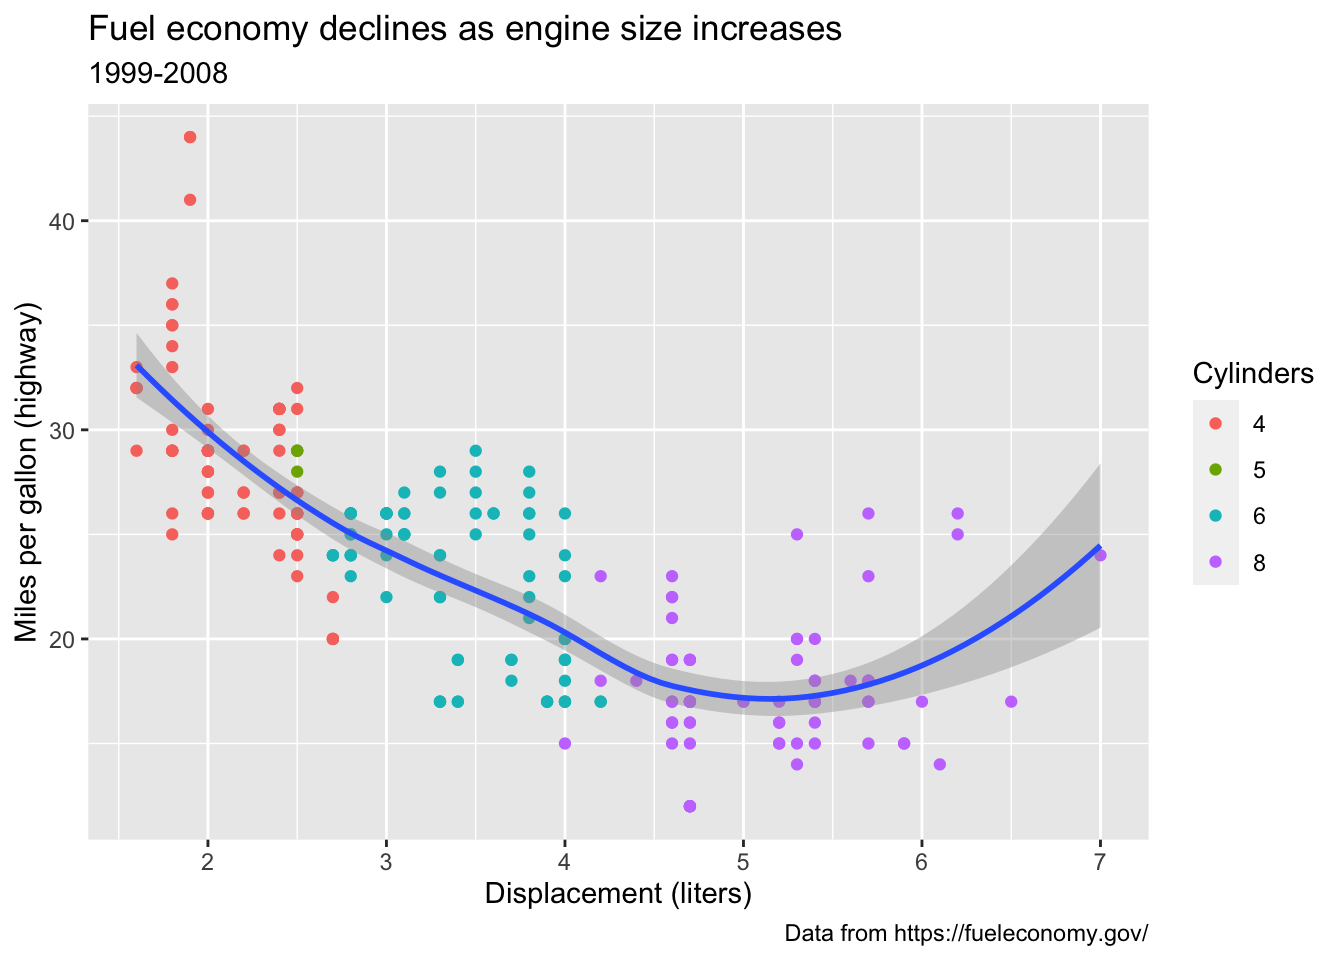 Fuel economy declines as engine size increases
1999-2008
Miles per gallon (highway)
40
30
20
2 3 4 5 6 7
Displacement (liters)
Cylinders
4
5
6
8
Data from https://fueleconomy.gov/